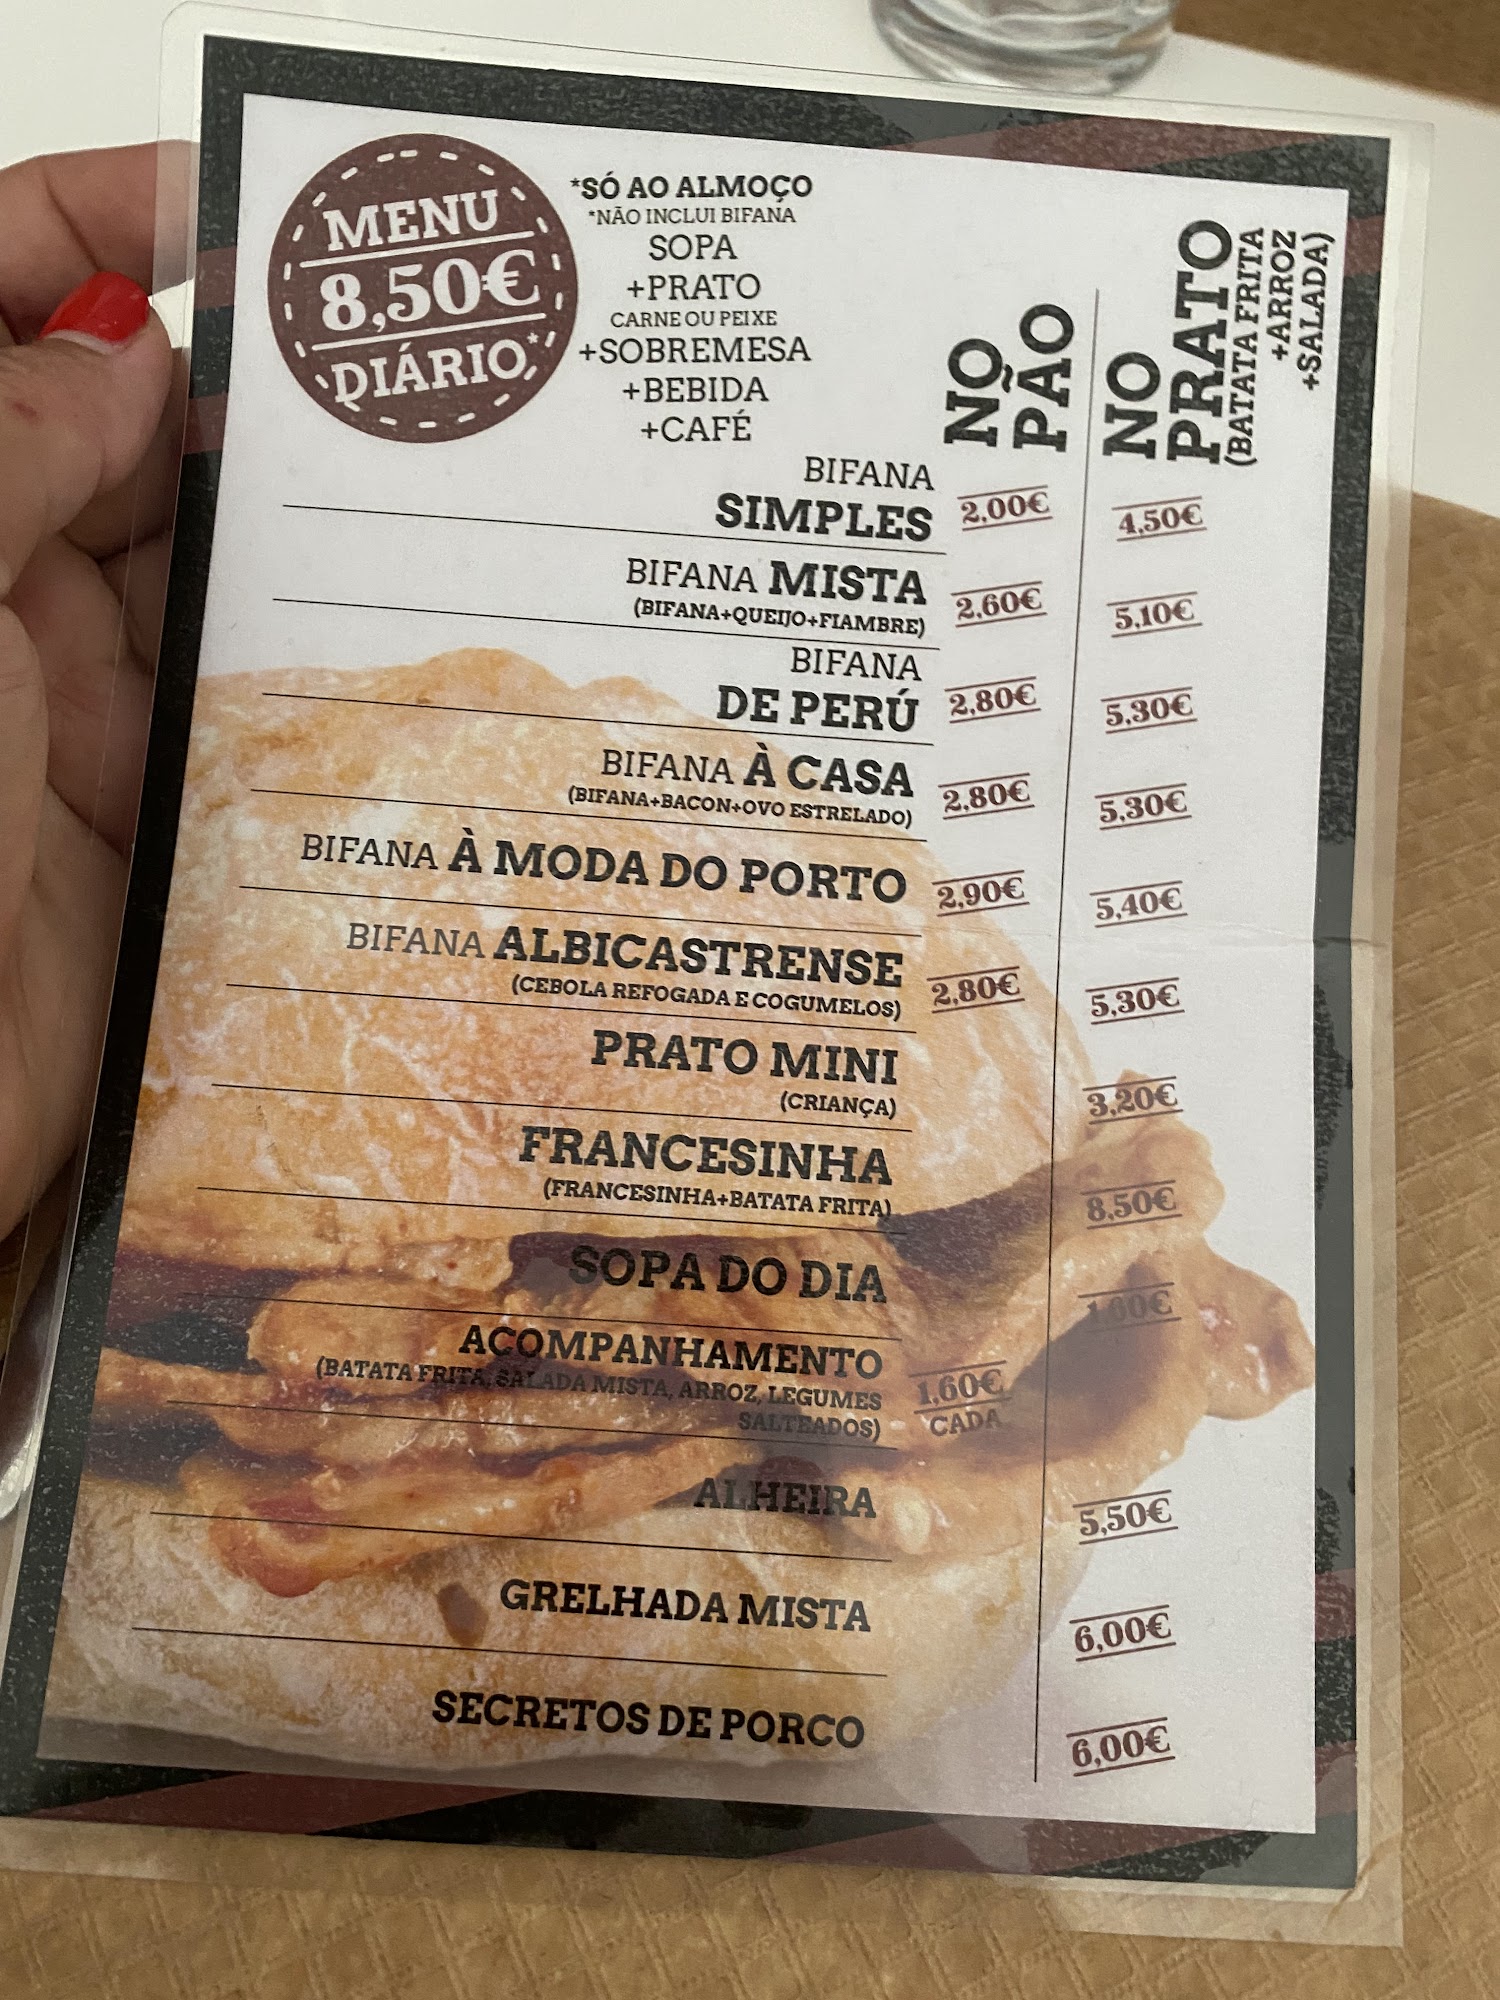 MENU
8,50€
DIÁRIO*
*SÓ AO ALMOÇO
*NÃO INCLUI BIFANA
SOPA
+PRATO
CARNE OU PEIXE
+SOBREMESA
+BEBIDA
+CAFÉ
NO
PÃO
NO
PRATO
(BATATA FRITA
+ARROZ
+SALADA)
BIFANA
SIMPLES 2,00€ 4,50€
BIFANA MISTA 2,60€ 5,10€
(BIFANA+QUEIJO+FIAMBRE)
BIFANA
DE PERÚ 2,80€ 5,30€
BIFANA À CASA 2,80€ 5,30€
(BIFANA+BACON+OVO ESTRELADO)
BIFANA À MODA DO PORTO 2,90€ 5,40€
BIFANA ALBICASTRENSE 2,80€ 5,30€
(CEBOLA REFOGADA E COGUMELOS)
PRATO MINI 3,20€
(CRIANÇA)
FRANCESINHA 8,50€
(FRANCESINHA+BATATA FRITA)
SOPA DO DIA 1,60€
ACOMPANHAMENTO
(BATATA FRITA, SALADA MISTA, ARROZ, LEGUMES 1,60€
SALTEADOS) CADA
ALHEIRA 5,50€
GRELHADA MISTA 6,00€
SECRETOS DE PORCO 6,00€